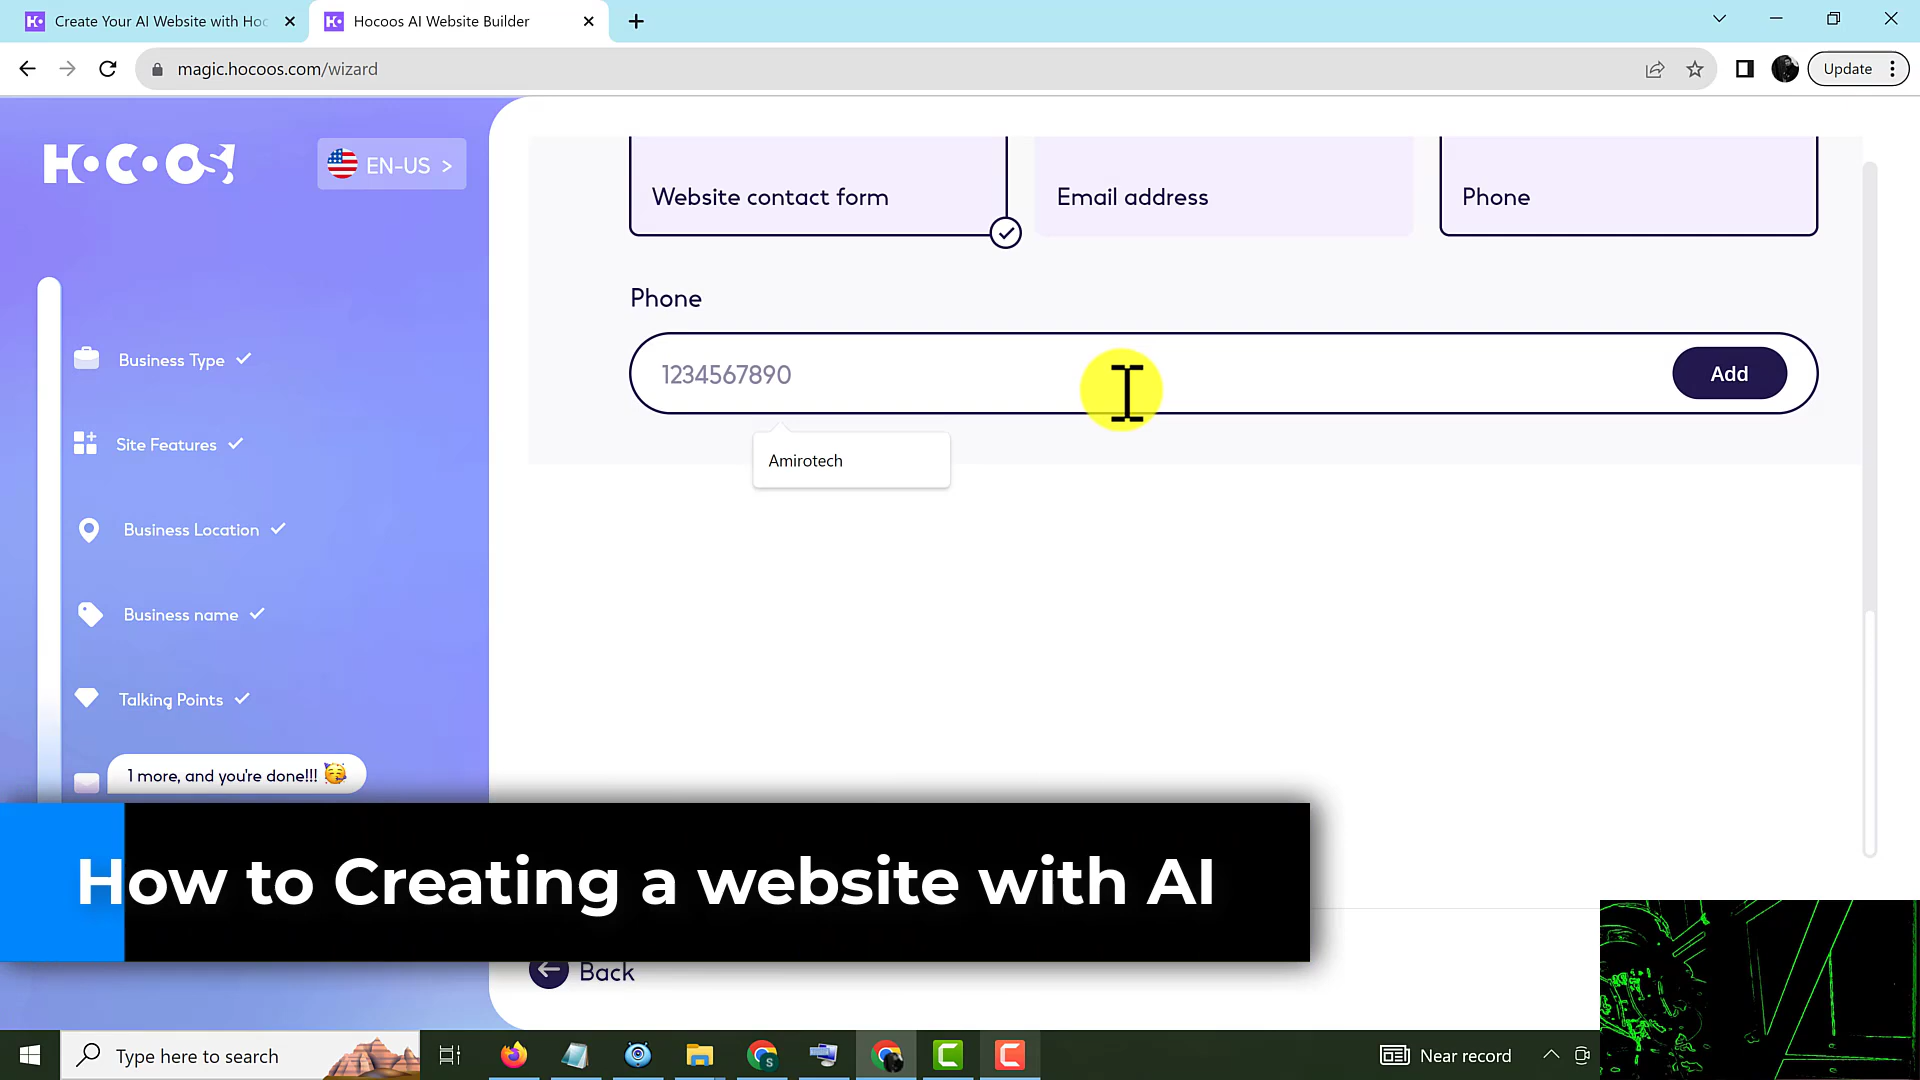 Create Your AI Website with Hoc
Hocoos AI Website Builder
magic.hocoos.com/wizard
Update
HOCOOS!
EN-US >
Website contact form
Email address
Phone
Phone
1234567890
Add
Amirotech
Business Type
Site Features
Business Location
Business name
Talking Points
1 more, and you're done!!! 🥳
How to Creating a website with AI
Back
Type here to search
Near record